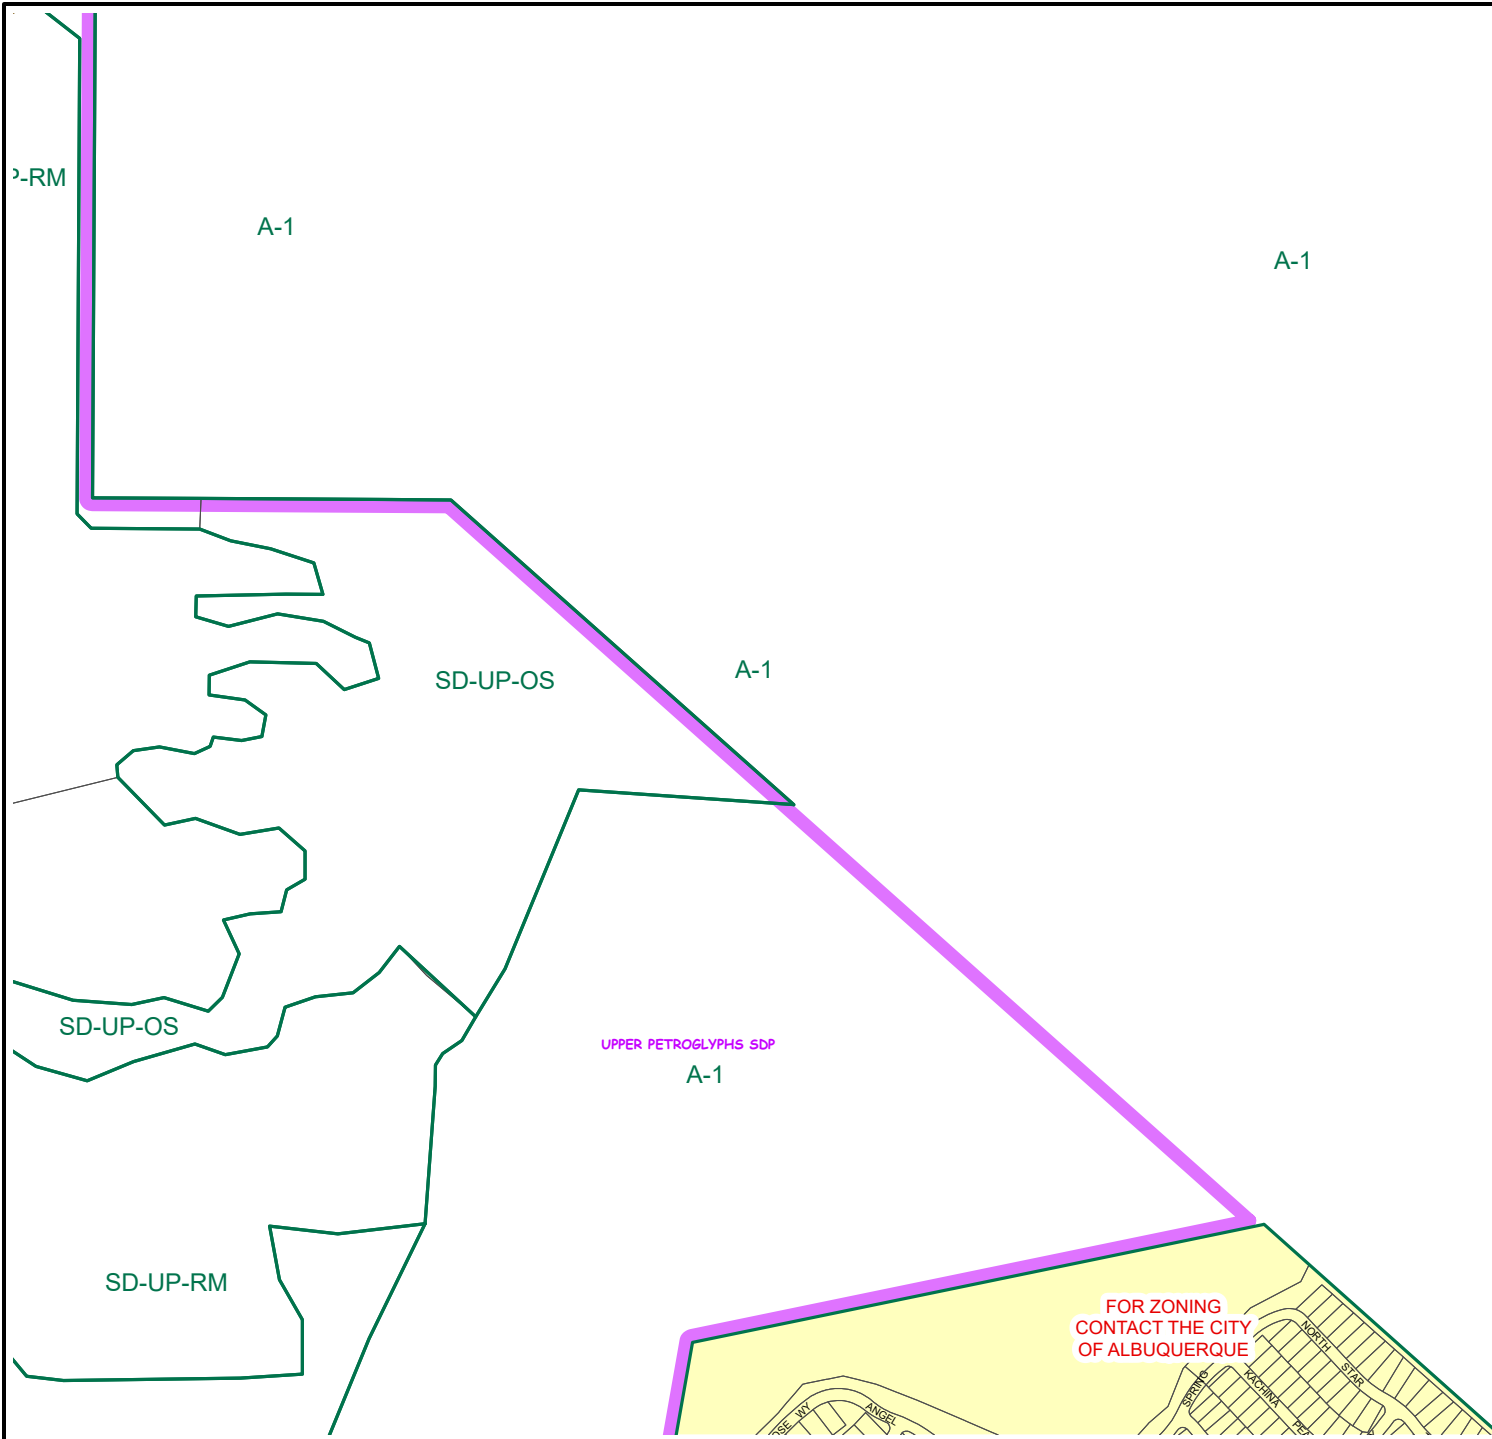 P-RM
A-1
A-1
A-1
SD-UP-OS
SD-UP-OS
UPPER PETROGLYPHS SDP
A-1
SD-UP-RM
FOR ZONING
CONTACT THE CITY
OF ALBUQUERQUE
NORTH STAR
SPRING
KACHINA
WY
ANGEL